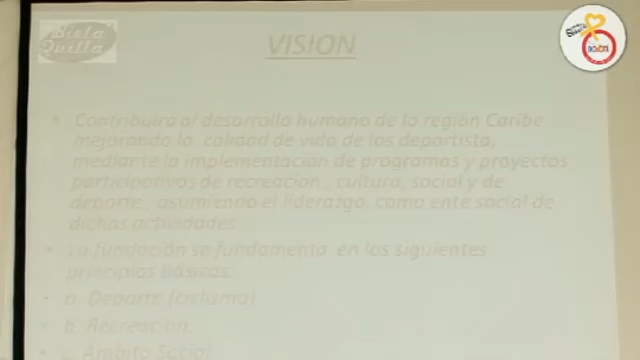 Biela
Quilla
VISION
• Contribuirá al desarrollo humano de la región Caribe
mejorando la calidad de vida de los deportista,
mediante la implementación de programas y proyectos
participativos de recreación, cultura, social y de
deporte, asumiendo el liderazgo, como ente social de
dichas actividades.
• La fundación se fundamenta en los siguientes
principios básicos.
• a. Deporte (ciclismo)
• b. Recreación.
• c. Ámbito Social